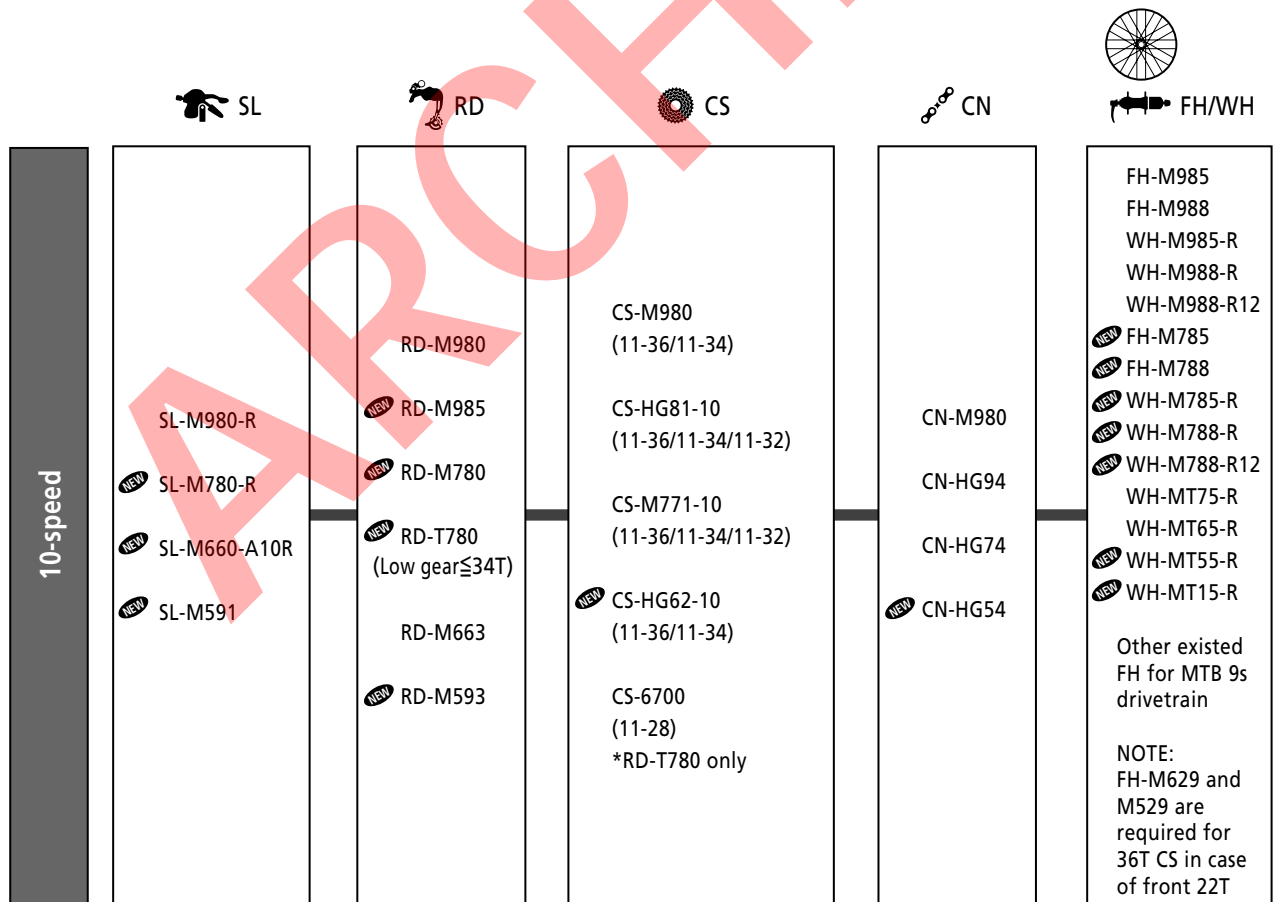 SL
RD
CS
CN
FH/WH
10-speed
SL-M980-R
NEW SL-M780-R
NEW SL-M660-A10R
NEW SL-M591
RD-M980
NEW RD-M985
NEW RD-M780
NEW RD-T780
(Low gear≦34T)
RD-M663
NEW RD-M593
CS-M980
(11-36/11-34)
CS-HG81-10
(11-36/11-34/11-32)
CS-M771-10
(11-36/11-34/11-32)
NEW CS-HG62-10
(11-36/11-34)
CS-6700
(11-28)
*RD-T780 only
CN-M980
CN-HG94
CN-HG74
NEW CN-HG54
FH-M985
FH-M988
WH-M985-R
WH-M988-R
WH-M988-R12
NEW FH-M785
NEW FH-M788
NEW WH-M785-R
NEW WH-M788-R
NEW WH-M788-R12
WH-MT75-R
WH-MT65-R
NEW WH-MT55-R
NEW WH-MT15-R
Other existed
FH for MTB 9s
drivetrain
NOTE:
FH-M629 and
M529 are
required for
36T CS in case
of front 22T